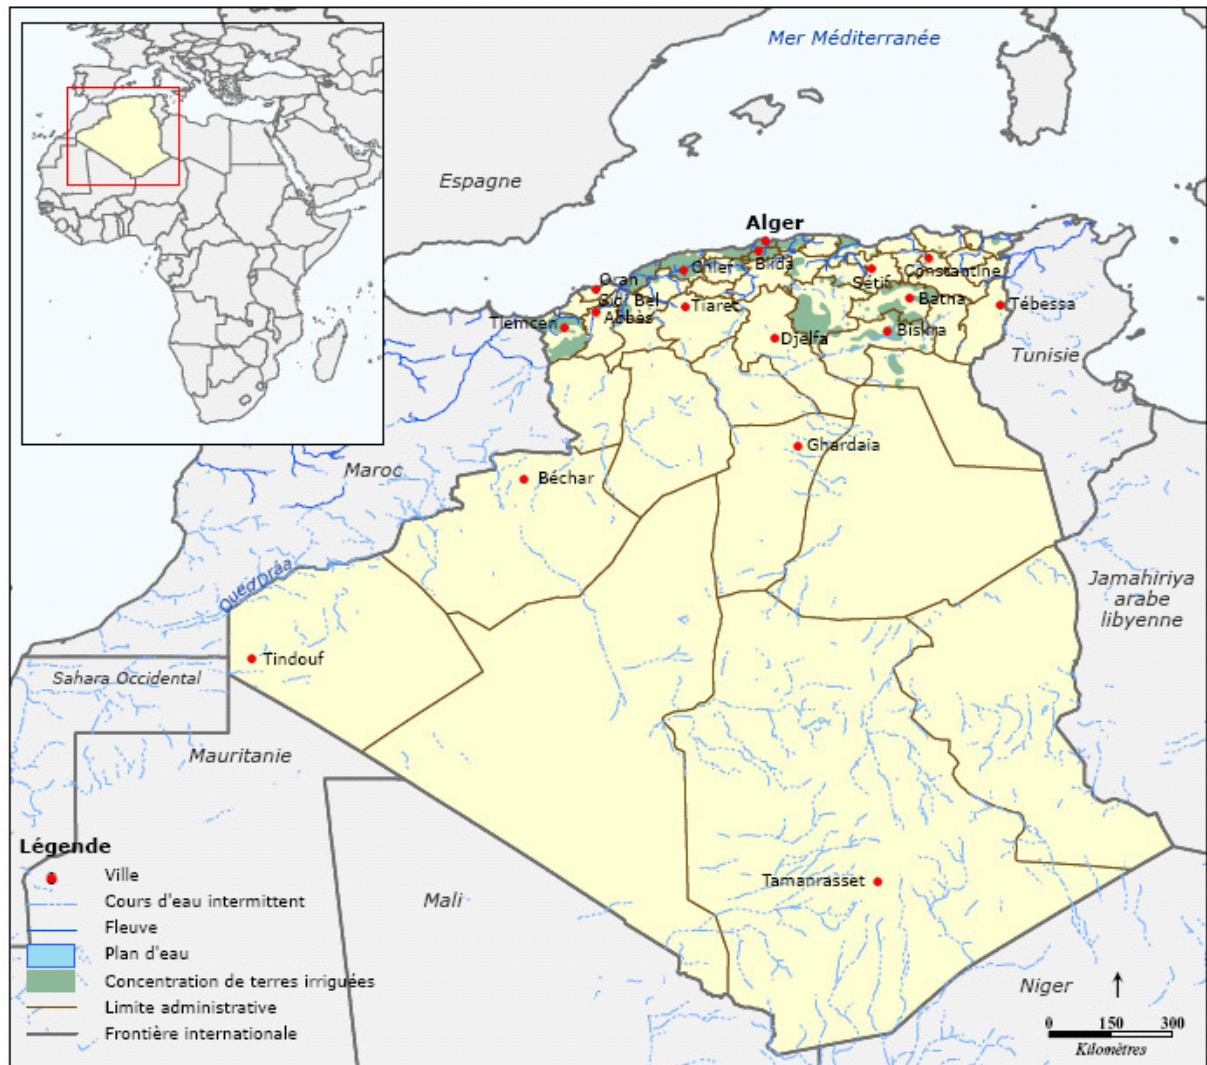 Mer Méditerranée
Espagne
Alger
Blida
Chlef
Oran
Sidi Bel
Abbès
Tiaret
Tlemcen
Sétif
Constantine
Batna
Tébessa
Biskra
Djelfa
Tunisie
Ghardaia
Maroc
Béchar
Oued Drâa
Jamahiriya
arabe
libyenne
Tindouf
Sahara Occidental
Mauritanie
Mali
Tamanrasset
Niger
Légende
Ville
Cours d'eau intermittent
Fleuve
Plan d'eau
Concentration de terres irriguées
Limite administrative
Frontière internationale
0 150 300
Kilomètres